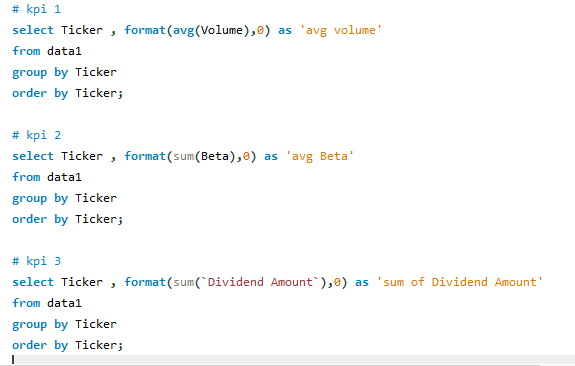 # kpi 1
select Ticker , format(avg(Volume),0) as 'avg volume'
from data1
group by Ticker
order by Ticker;
# kpi 2
select Ticker , format(sum(Beta),0) as 'avg Beta'
from data1
group by Ticker
order by Ticker;
# kpi 3
select Ticker , format(sum(`Dividend Amount`),0) as 'sum of Dividend Amount'
from data1
group by Ticker
order by Ticker;